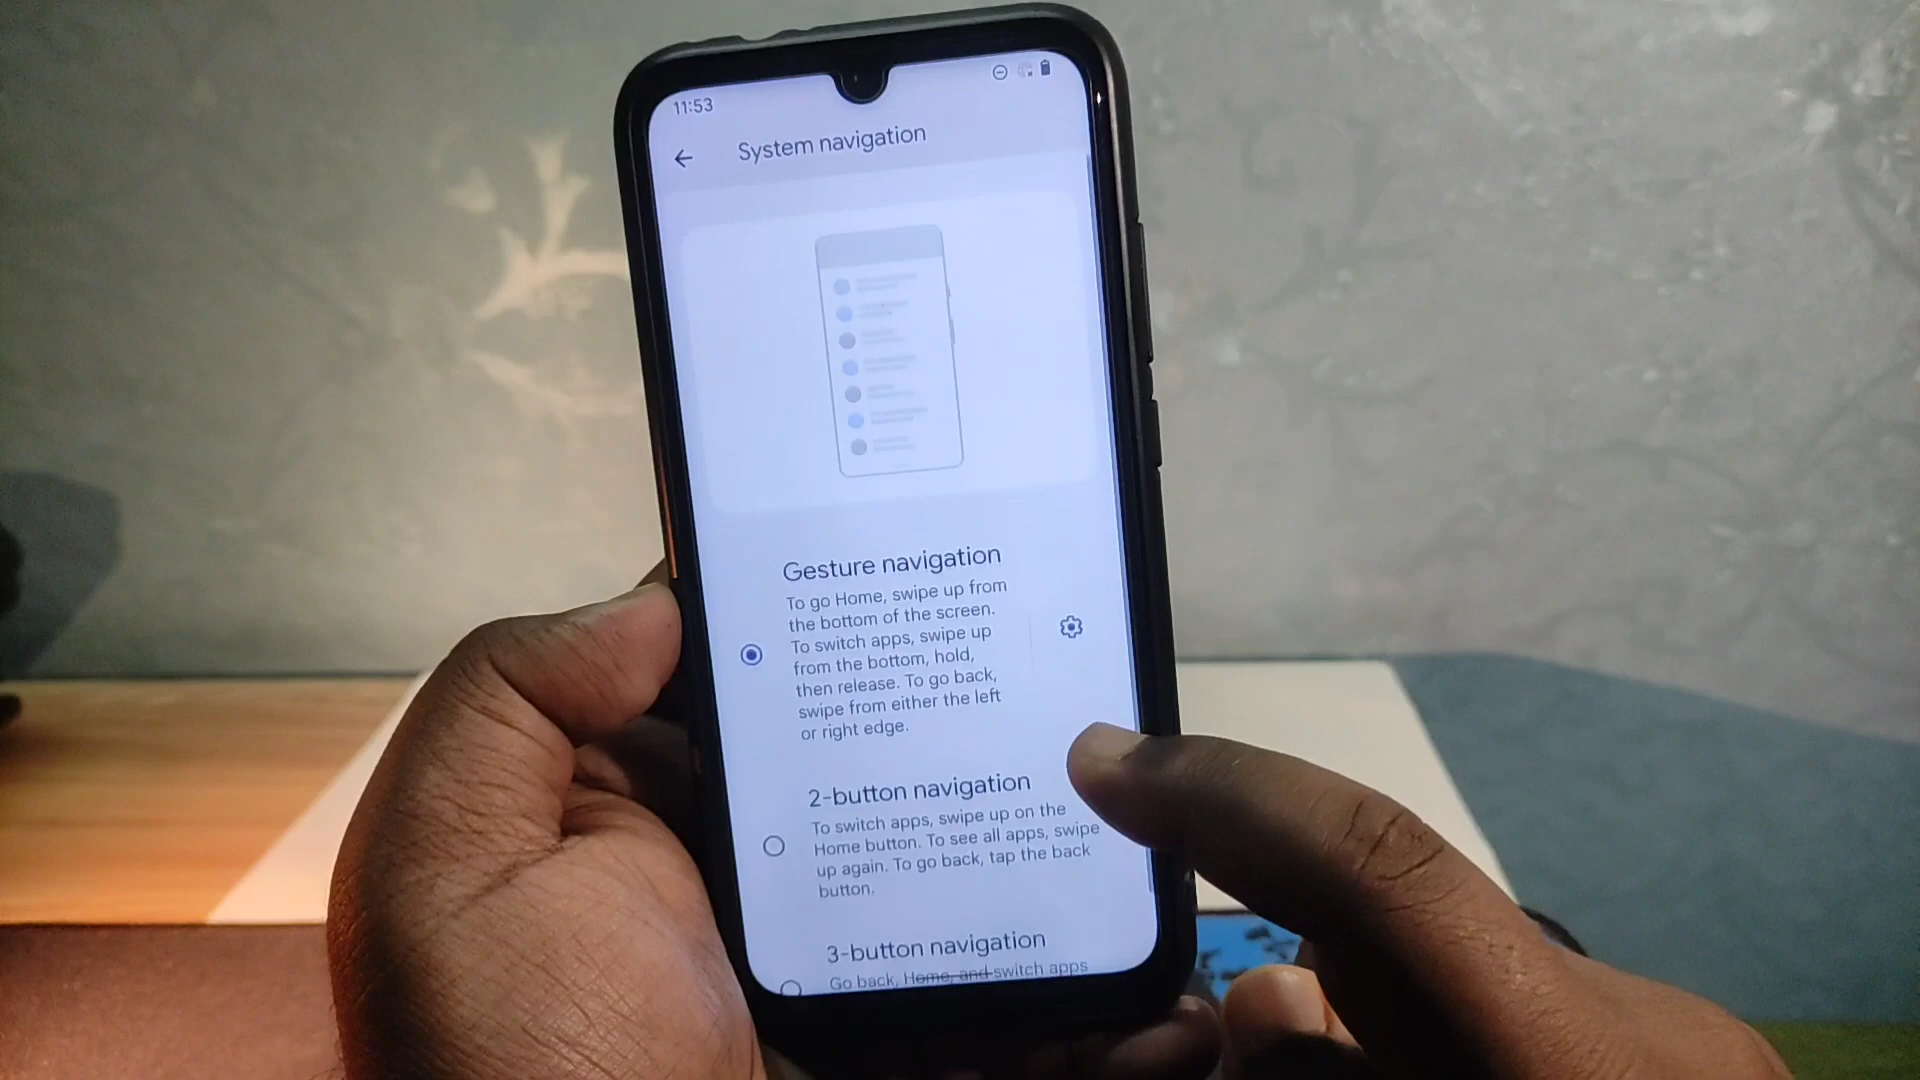 11:53
System navigation
Gesture navigation
To go Home, swipe up from
the bottom of the screen.
To switch apps, swipe up
from the bottom, hold,
then release. To go back,
swipe from either the left
or right edge.
2-button navigation
To switch apps, swipe up on the
Home button. To see all apps, swipe
up again. To go back, tap the back
button.
3-button navigation
Go back, Home, and switch apps